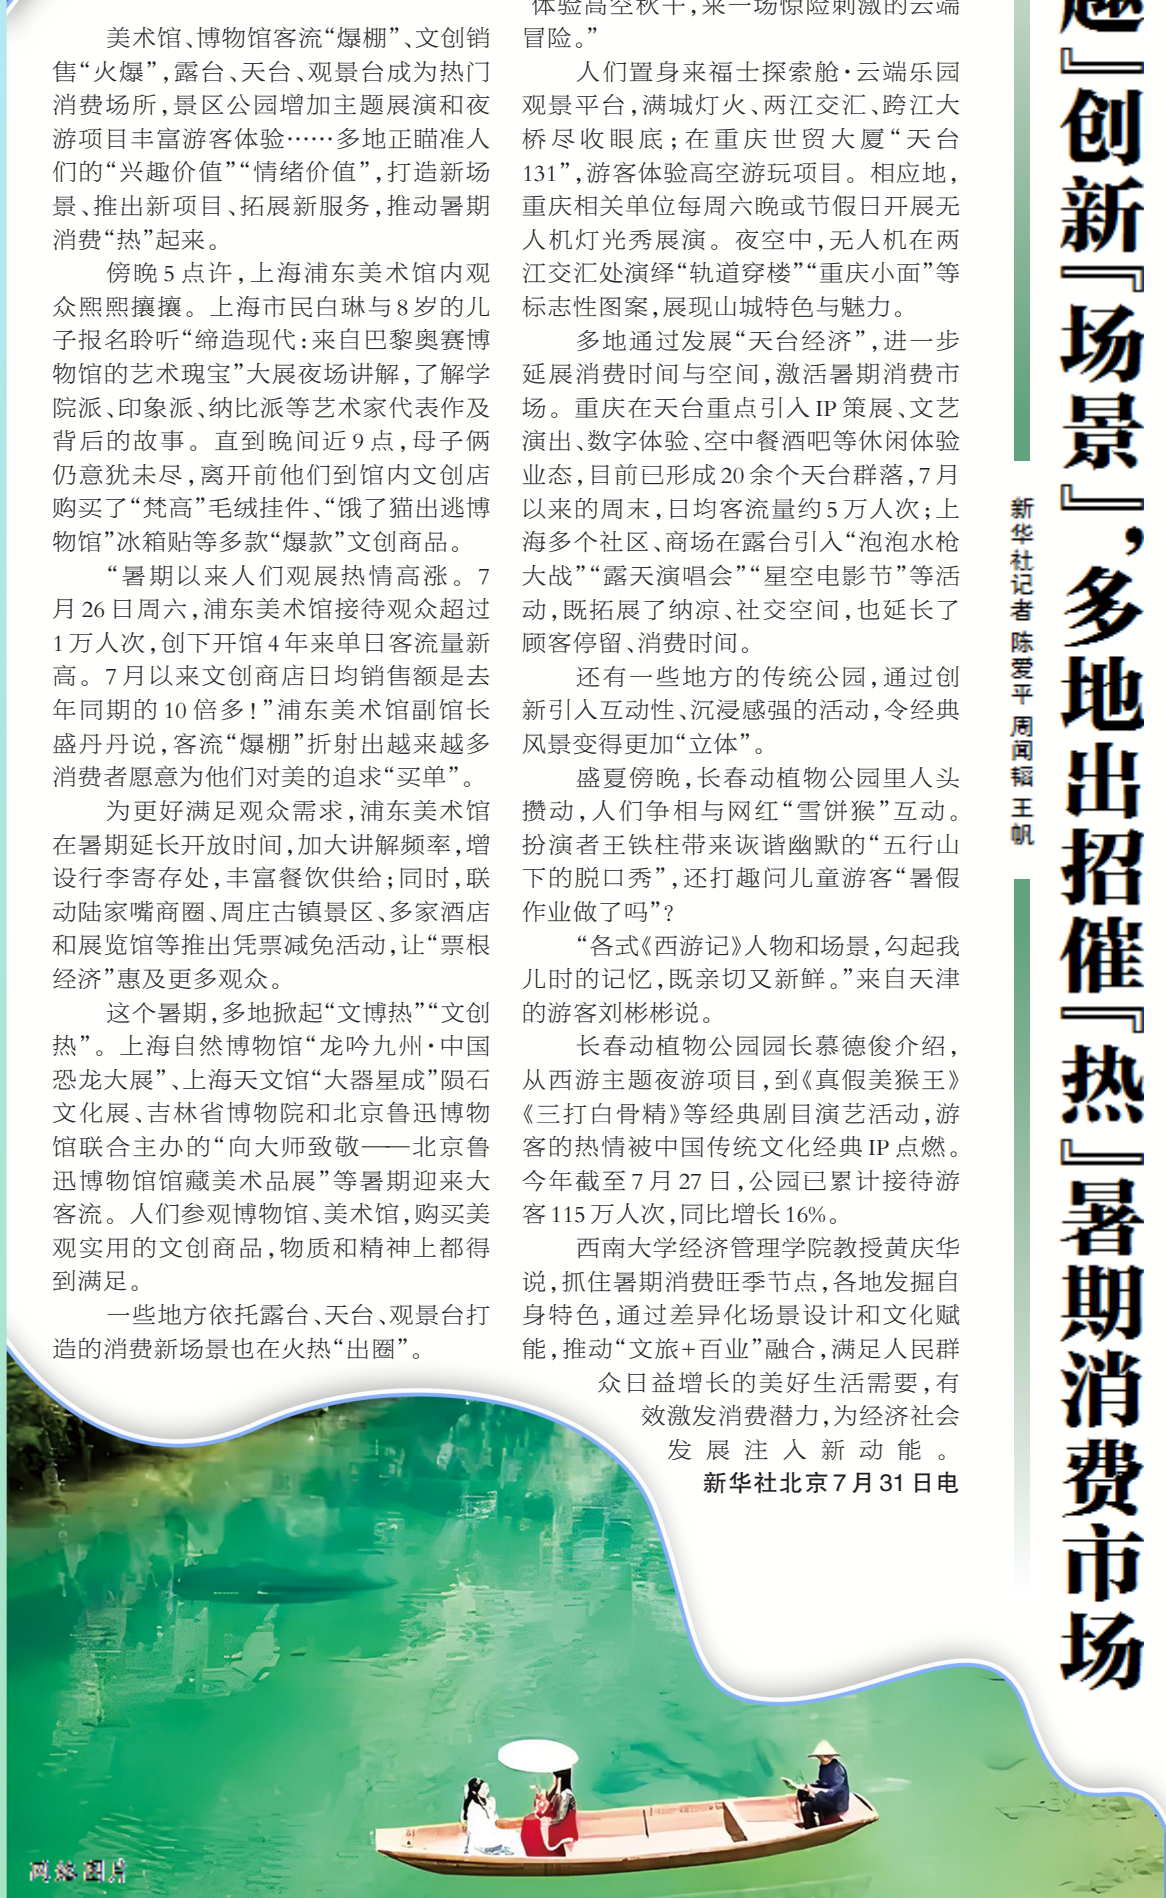 趣』创新『场景』，多地出招催『热』暑期消费市场
新华社记者 陈爱平 周闻韬 王帆
美术馆、博物馆客流“爆棚”、文创销
售“火爆”，露台、天台、观景台成为热门
消费场所，景区公园增加主题展演和夜
游项目丰富游客体验……多地正瞄准人
们的“兴趣价值”“情绪价值”，打造新场
景、推出新项目、拓展新服务，推动暑期
消费“热”起来。
傍晚5点许，上海浦东美术馆内观
众熙熙攘攘。上海市民白琳与8岁的儿
子报名聆听“缔造现代：来自巴黎奥赛博
物馆的艺术瑰宝”大展夜场讲解，了解学
院派、印象派、纳比派等艺术家代表作及
背后的故事。直到晚间近9点，母子俩
仍意犹未尽，离开前他们到馆内文创店
购买了“梵高”毛绒挂件、“饿了猫出逃博
物馆”冰箱贴等多款“爆款”文创商品。
“暑期以来人们观展热情高涨。7
月26日周六，浦东美术馆接待观众超过
1万人次，创下开馆4年来单日客流量新
高。7月以来文创商店日均销售额是去
年同期的10倍多！”浦东美术馆副馆长
盛丹丹说，客流“爆棚”折射出越来越多
消费者愿意为他们对美的追求“买单”。
为更好满足观众需求，浦东美术馆
在暑期延长开放时间，加大讲解频率，增
设行李寄存处，丰富餐饮供给；同时，联
动陆家嘴商圈、周庄古镇景区、多家酒店
和展览馆等推出凭票减免活动，让“票根
经济”惠及更多观众。
这个暑期，多地掀起“文博热”“文创
热”。上海自然博物馆“龙吟九州·中国
恐龙大展”、上海天文馆“大器星成”陨石
文化展、吉林省博物院和北京鲁迅博物
馆联合主办的“向大师致敬——北京鲁
迅博物馆馆藏美术品展”等暑期迎来大
客流。人们参观博物馆、美术馆，购买美
观实用的文创商品，物质和精神上都得
到满足。
一些地方依托露台、天台、观景台打
造的消费新场景也在火热“出圈”。
体验高空秋千，来一场惊险刺激的云端
冒险。”
人们置身来福士探索舱·云端乐园
观景平台，满城灯火、两江交汇、跨江大
桥尽收眼底；在重庆世贸大厦“天台
131”，游客体验高空游玩项目。相应地，
重庆相关单位每周六晚或节假日开展无
人机灯光秀展演。夜空中，无人机在两
江交汇处演绎“轨道穿楼”“重庆小面”等
标志性图案，展现山城特色与魅力。
多地通过发展“天台经济”，进一步
延展消费时间与空间，激活暑期消费市
场。重庆在天台重点引入IP策展、文艺
演出、数字体验、空中餐酒吧等休闲体验
业态，目前已形成20余个天台群落，7月
以来的周末，日均客流量约5万人次；上
海多个社区、商场在露台引入“泡泡水枪
大战”“露天演唱会”“星空电影节”等活
动，既拓展了纳凉、社交空间，也延长了
顾客停留、消费时间。
还有一些地方的传统公园，通过创
新引入互动性、沉浸感强的活动，令经典
风景变得更加“立体”。
盛夏傍晚，长春动植物公园里人头
攒动，人们争相与网红“雪饼猴”互动。
扮演者王铁柱带来诙谐幽默的“五行山
下的脱口秀”，还打趣问儿童游客“暑假
作业做了吗”？
“各式《西游记》人物和场景，勾起我
儿时的记忆，既亲切又新鲜。”来自天津
的游客刘彬彬说。
长春动植物公园园长慕德俊介绍，
从西游主题夜游项目，到《真假美猴王》
《三打白骨精》等经典剧目演艺活动，游
客的热情被中国传统文化经典IP点燃。
今年截至7月27日，公园已累计接待游
客115万人次，同比增长16%。
西南大学经济管理学院教授黄庆华
说，抓住暑期消费旺季节点，各地发掘自
身特色，通过差异化场景设计和文化赋
能，推动“文旅+百业”融合，满足人民群
众日益增长的美好生活需要，有
效激发消费潜力，为经济社会
发展注入新动能。
新华社北京7月31日电
网络图片